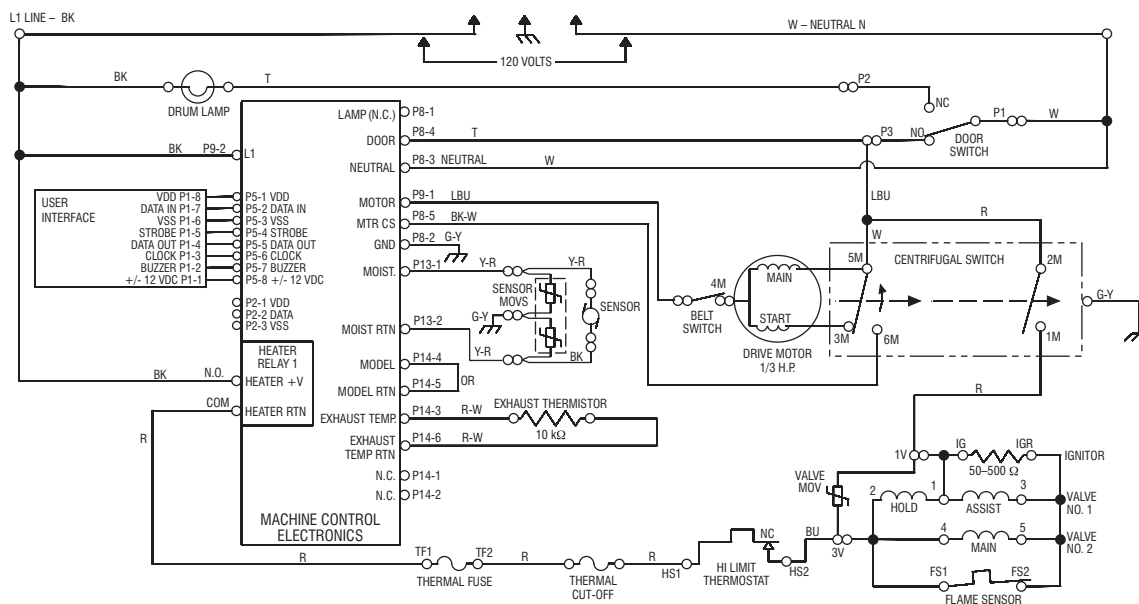 L1 LINE – BK
W – NEUTRAL N
120 VOLTS
BK
T
P2
DRUM LAMP
NC
P1
W
LAMP (N.C.)
P8-1
DOOR
P8-4
T
P3
NO
DOOR
SWITCH
BK
P9-2
L1
NEUTRAL
P8-3
NEUTRAL
W
USER
INTERFACE
VDD P1-8
DATA IN P1-7
VSS P1-6
STROBE P1-5
DATA OUT P1-4
CLOCK P1-3
BUZZER P1-2
+/- 12 VDC P1-1
P5-1 VDD
P5-2 DATA IN
P5-3 VSS
P5-4 STROBE
P5-5 DATA OUT
P5-6 CLOCK
P5-7 BUZZER
P5-8 +/- 12 VDC
P2-1 VDD
P2-2 DATA
P2-3 VSS
MOTOR
P9-1
LBU
MTR CS
P8-5
BK-W
GND
P8-2
G-Y
MOIST.
P13-1
Y-R
Y-R
SENSOR
MOVS
G-Y
SENSOR
MOIST RTN
P13-2
Y-R
BK
LBU
R
W
5M
CENTRIFUGAL SWITCH
2M
4M
MAIN
BELT
SWITCH
START
3M
6M
1M
G-Y
DRIVE MOTOR
1/3 H.P.
HEATER
RELAY 1
BK
N.O.
HEATER +V
COM
HEATER RTN
MODEL
P14-4
MODEL RTN
P14-5
OR
EXHAUST TEMP.
P14-3
R-W
EXHAUST THERMISTOR
10 kΩ
EXHAUST
TEMP RTN
P14-6
R-W
N.C.
P14-1
N.C.
P14-2
R
R
MACHINE CONTROL
ELECTRONICS
1V
IG
IGR
IGNITOR
50–500 Ω
VALVE
MOV
2
1
3
HOLD
ASSIST
VALVE
NO. 1
R
TF1
TF2
THERMAL FUSE
R
THERMAL
CUT-OFF
R
HS1
NC
HI LIMIT
THERMOSTAT
HS2
BU
3V
4
5
MAIN
VALVE
NO. 2
FS1
FS2
FLAME SENSOR